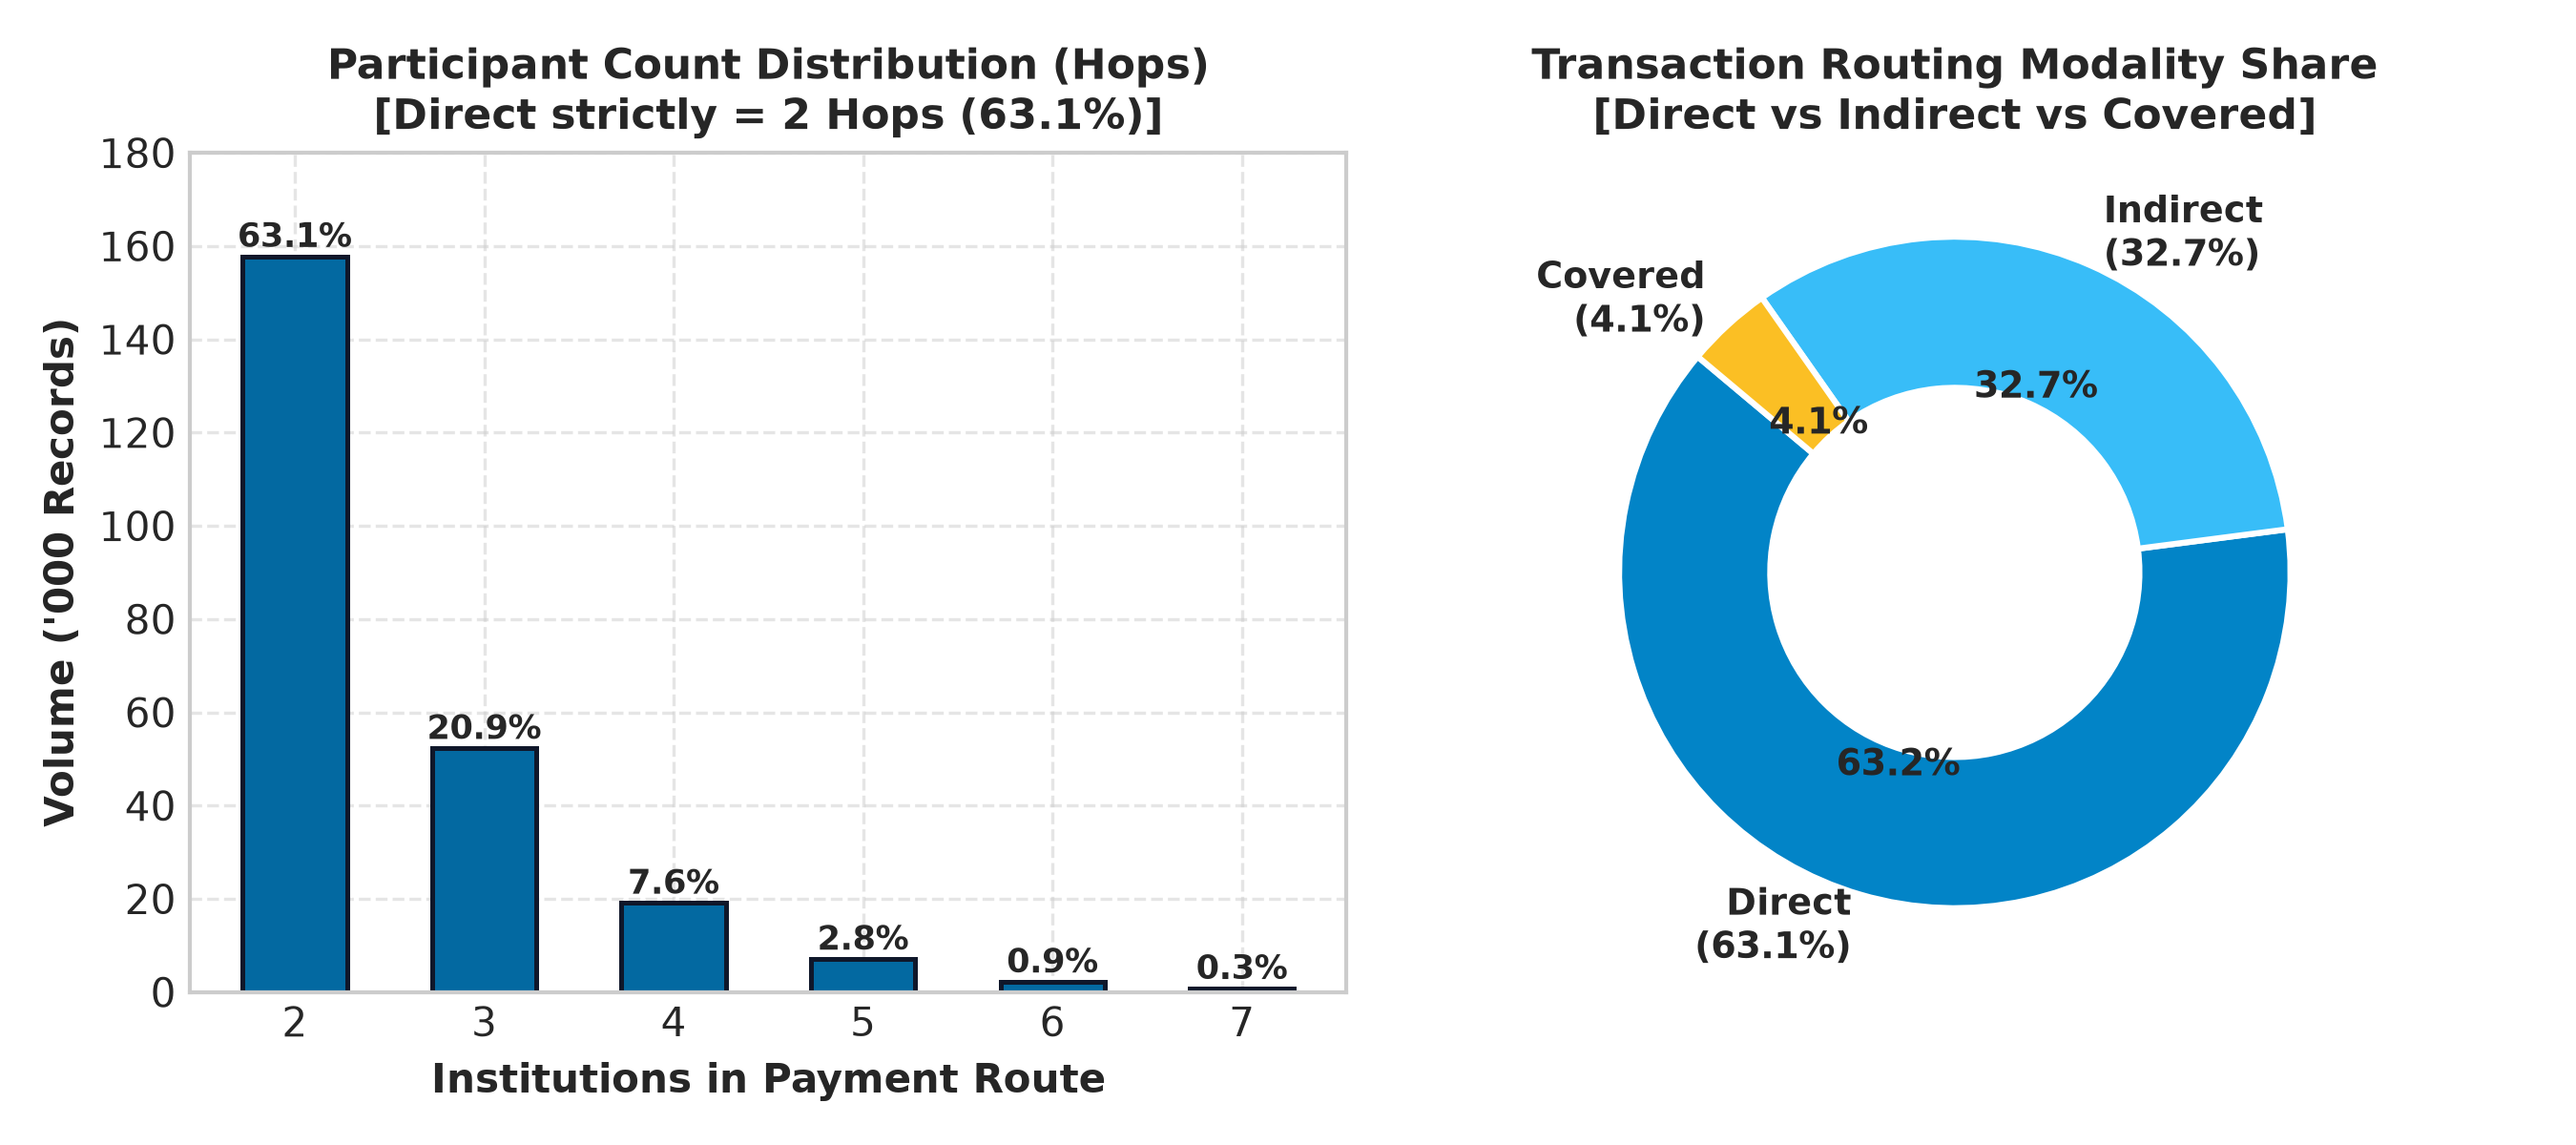 Participant Count Distribution (Hops)
[Direct strictly = 2 Hops (63.1%)]
Volume ('000 Records)
180
160
140
120
100
80
60
40
20
0
63.1%
20.9%
7.6%
2.8%
0.9%
0.3%
2 3 4 5 6 7
Institutions in Payment Route
Transaction Routing Modality Share
[Direct vs Indirect vs Covered]
Indirect
(32.7%)
Covered
(4.1%)
32.7%
4.1%
63.2%
Direct
(63.1%)